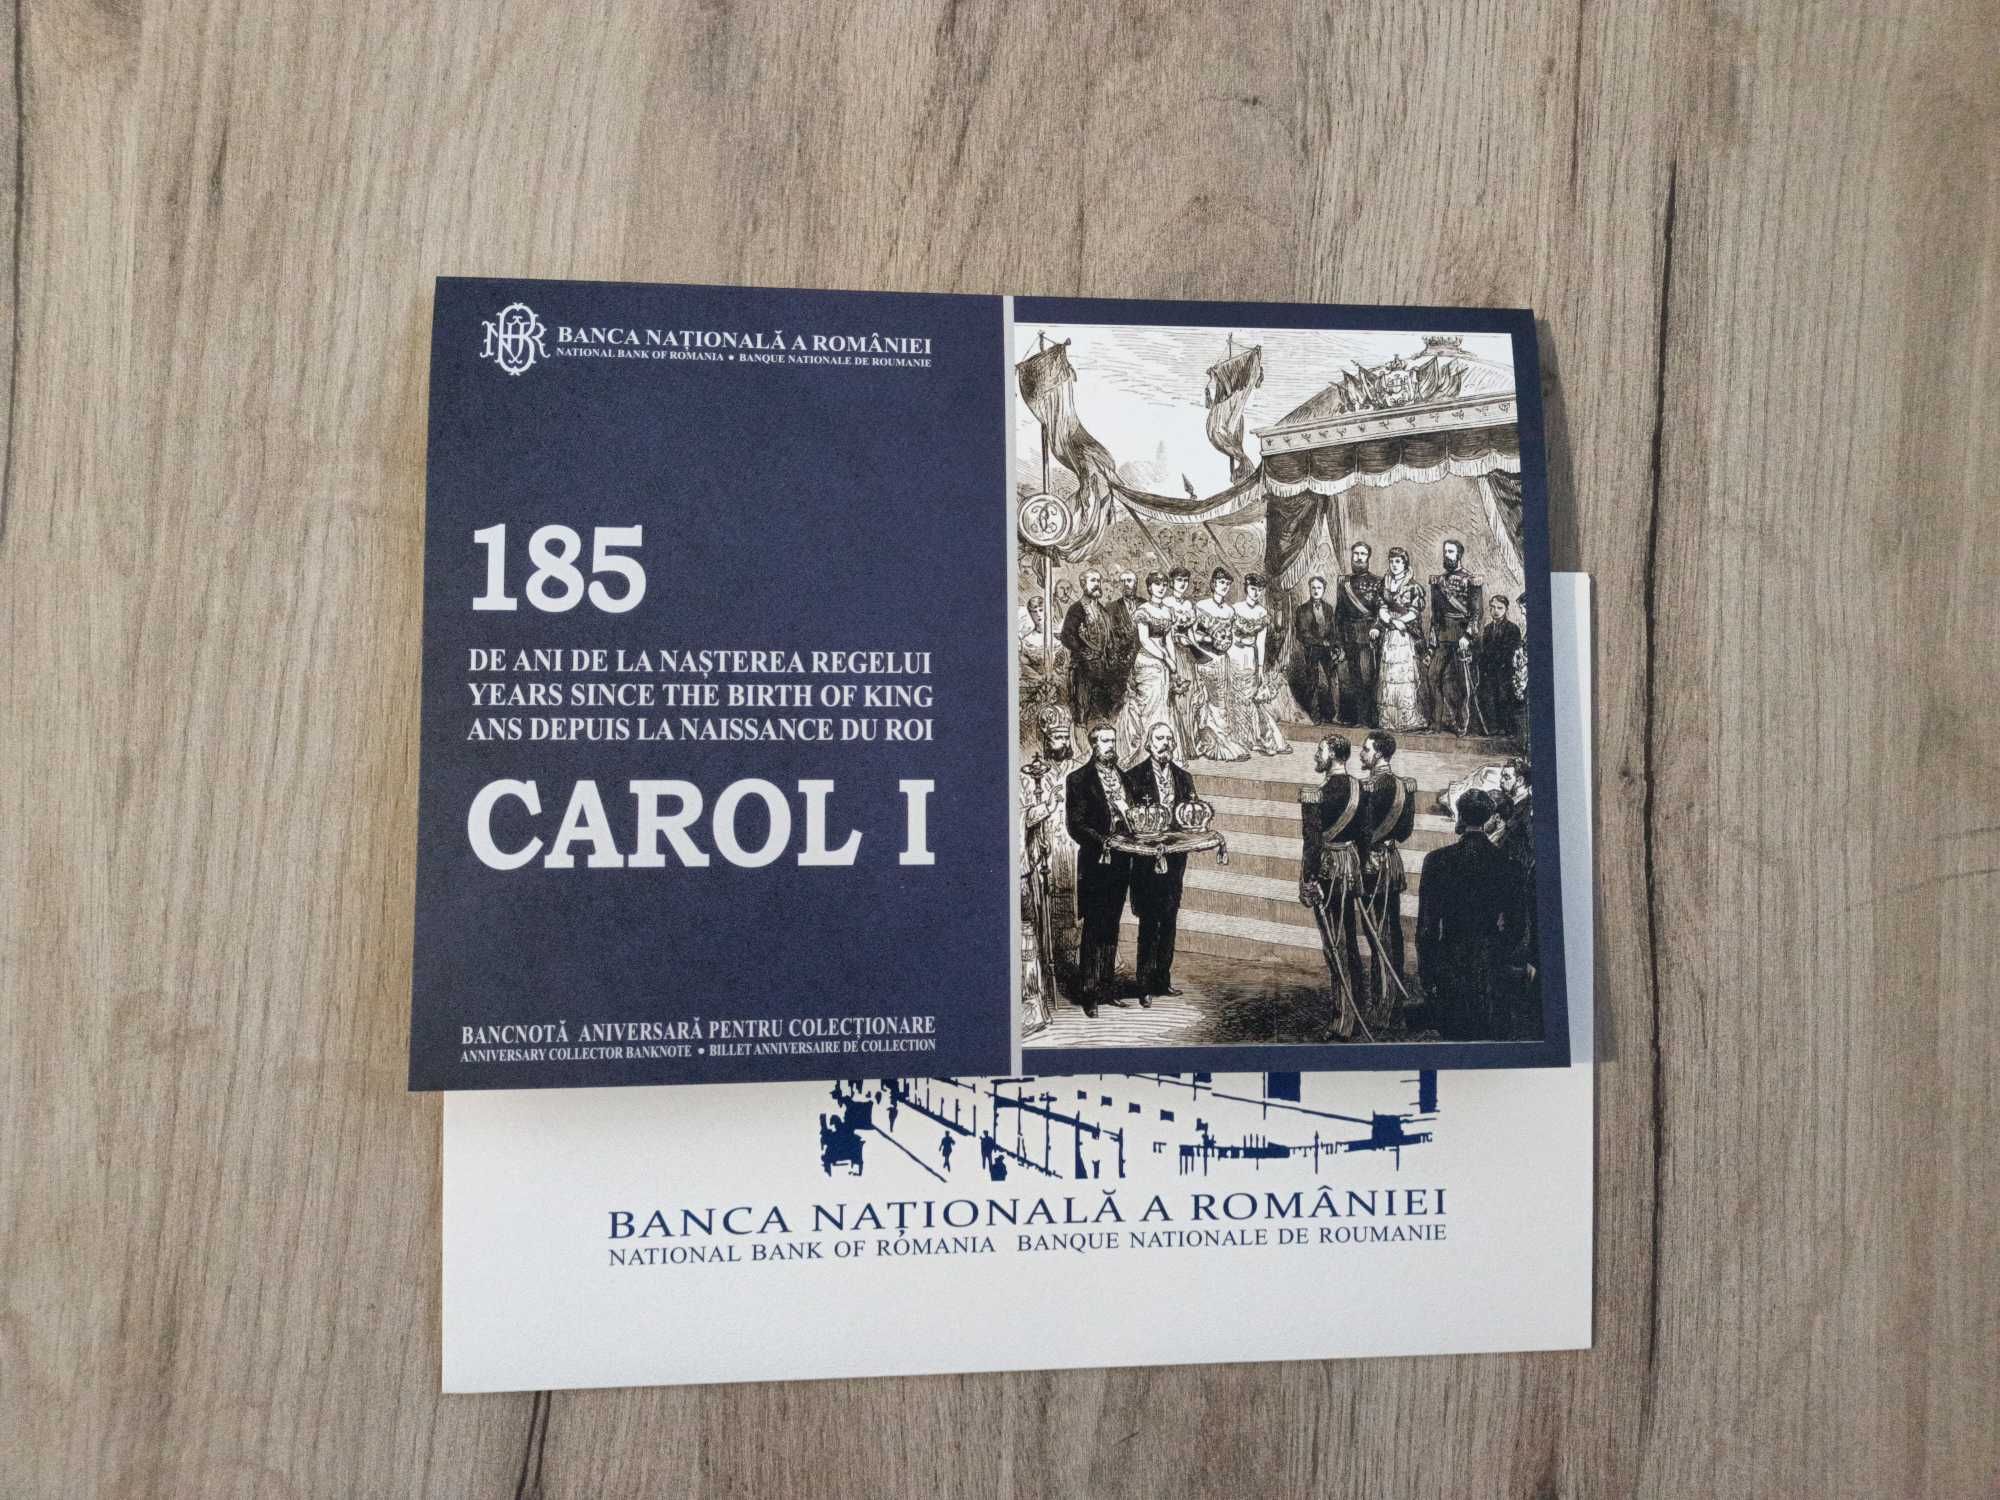 BANCA NAȚIONALĂ A ROMÂNIEI
NATIONAL BANK OF ROMANIA • BANQUE NATIONALE DE ROUMANIE
185
DE ANI DE LA NAȘTEREA REGELUI
YEARS SINCE THE BIRTH OF KING
ANS DEPUIS LA NAISSANCE DU ROI
CAROL I
BANCNOTĂ ANIVERSARĂ PENTRU COLECȚIONARE
ANNIVERSARY COLLECTOR BANKNOTE • BILLET ANNIVERSAIRE DE COLLECTION
BANCA NAȚIONALĂ A ROMÂNIEI
NATIONAL BANK OF ROMANIA BANQUE NATIONALE DE ROUMANIE